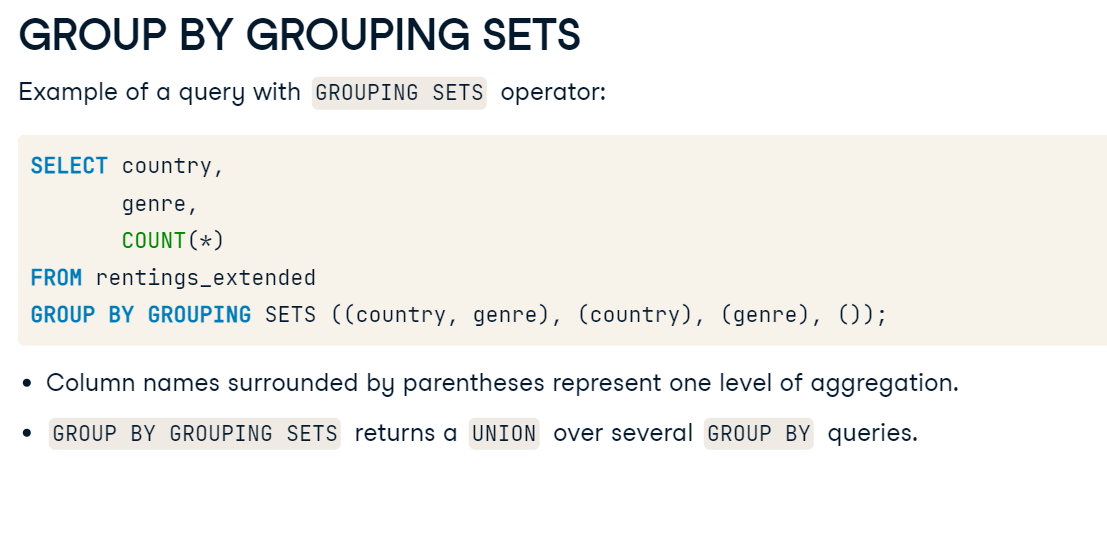 GROUP BY GROUPING SETS
Example of a query with GROUPING SETS operator:
SELECT country,
genre,
COUNT(*)
FROM rentings_extended
GROUP BY GROUPING SETS ((country, genre), (country), (genre), ());
• Column names surrounded by parentheses represent one level of aggregation.
• GROUP BY GROUPING SETS returns a UNION over several GROUP BY queries.